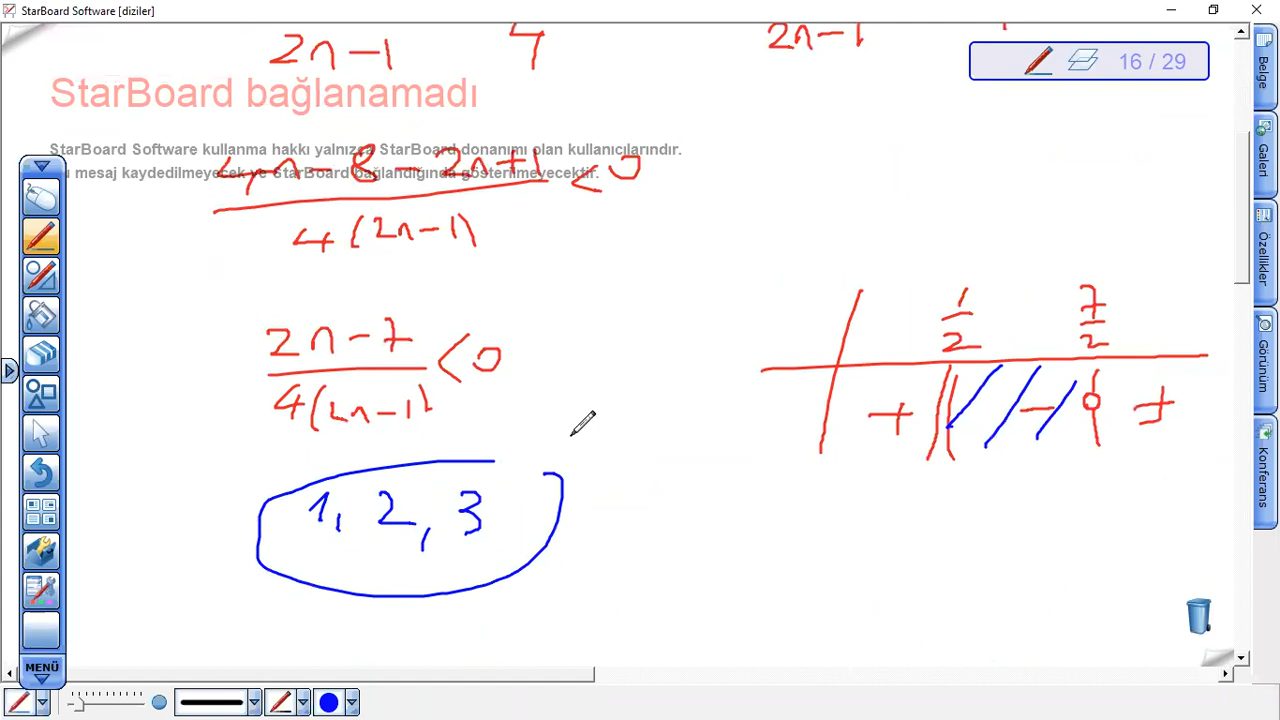 StarBoard Software [diziler]
2n-1 4 2n-1
16 / 29
StarBoard bağlanamadı
StarBoard Software kullanma hakkı yalnızca StarBoard donanımı olan kullanıcılarındır.
mesaj kaydedilmeyecek ve StarBoard bağlandığında gösterilmeyecektir.
4n-8-2n+1 < 0
4(2n-1)
1/2 7/2
2n-7 < 0
4(2n-1)
+ - 0 +
1, 2, 3
Belge
Galeri
Özellikler
Görünüm
Konferans
MENÜ